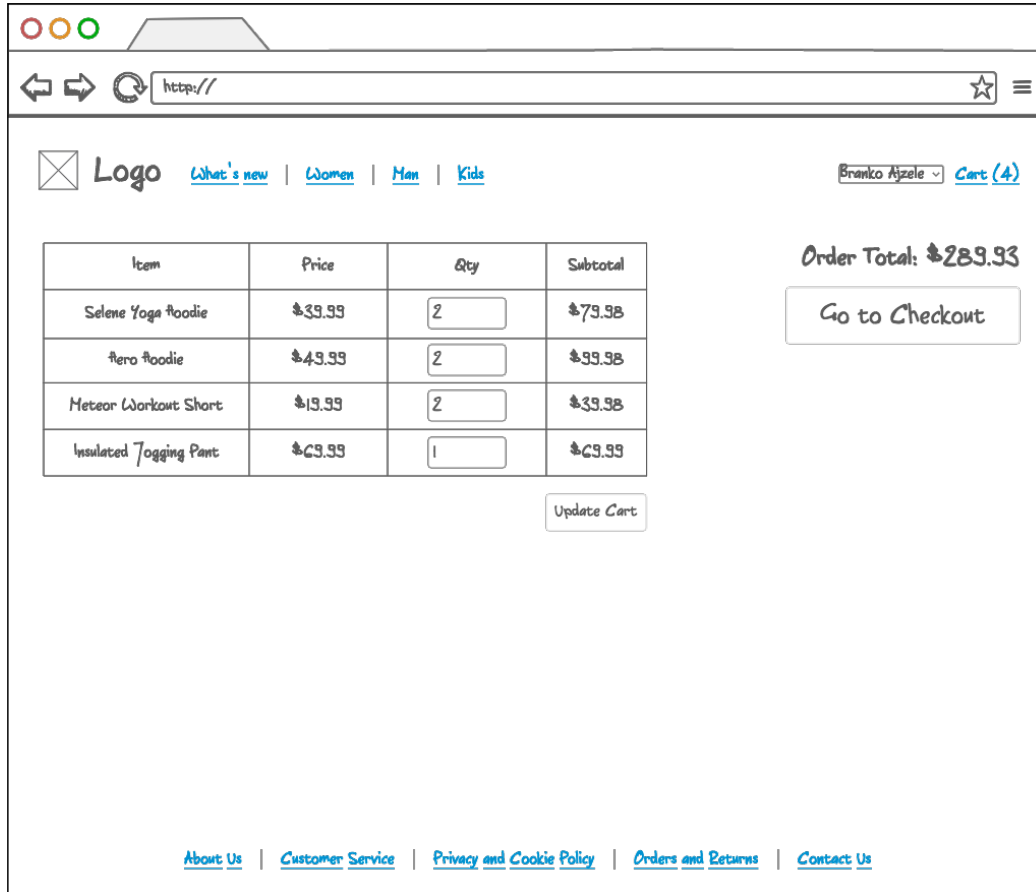 http://
Logo What's new | Women | Man | Kids Branko Ajzele Cart (4)
Item Price Qty Subtotal
Selene Yoga Hoodie $39.99 2 $79.98
Hero Hoodie $49.99 2 $99.98
Meteor Workout Short $19.99 2 $39.98
Insulated Jogging Pant $69.99 1 $69.99
Update Cart
Order Total: $289.93
Go to Checkout
About Us | Customer Service | Privacy and Cookie Policy | Orders and Returns | Contact Us